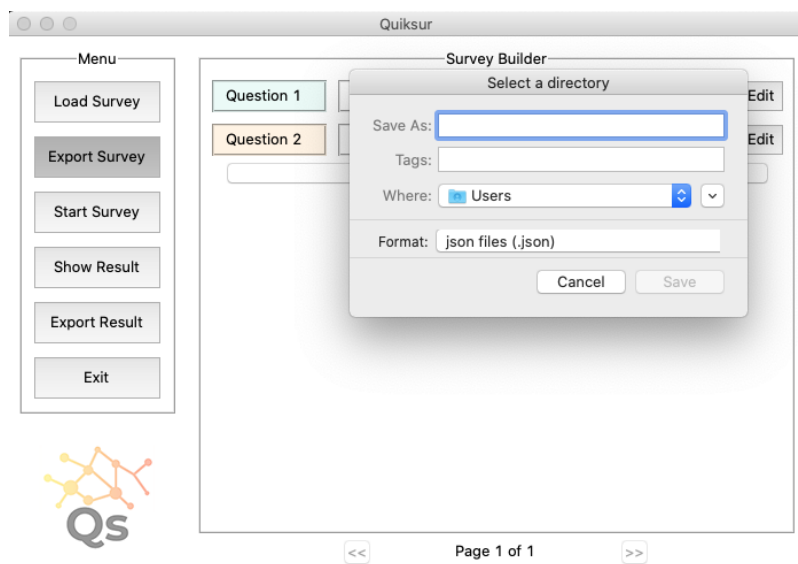 Quiksur
Menu
Load Survey
Export Survey
Start Survey
Show Result
Export Result
Exit
Qs
Survey Builder
Question 1
Edit
Question 2
Edit
Select a directory
Save As:
Tags:
Where: Users
Format: json files (.json)
Cancel Save
<< Page 1 of 1 >>